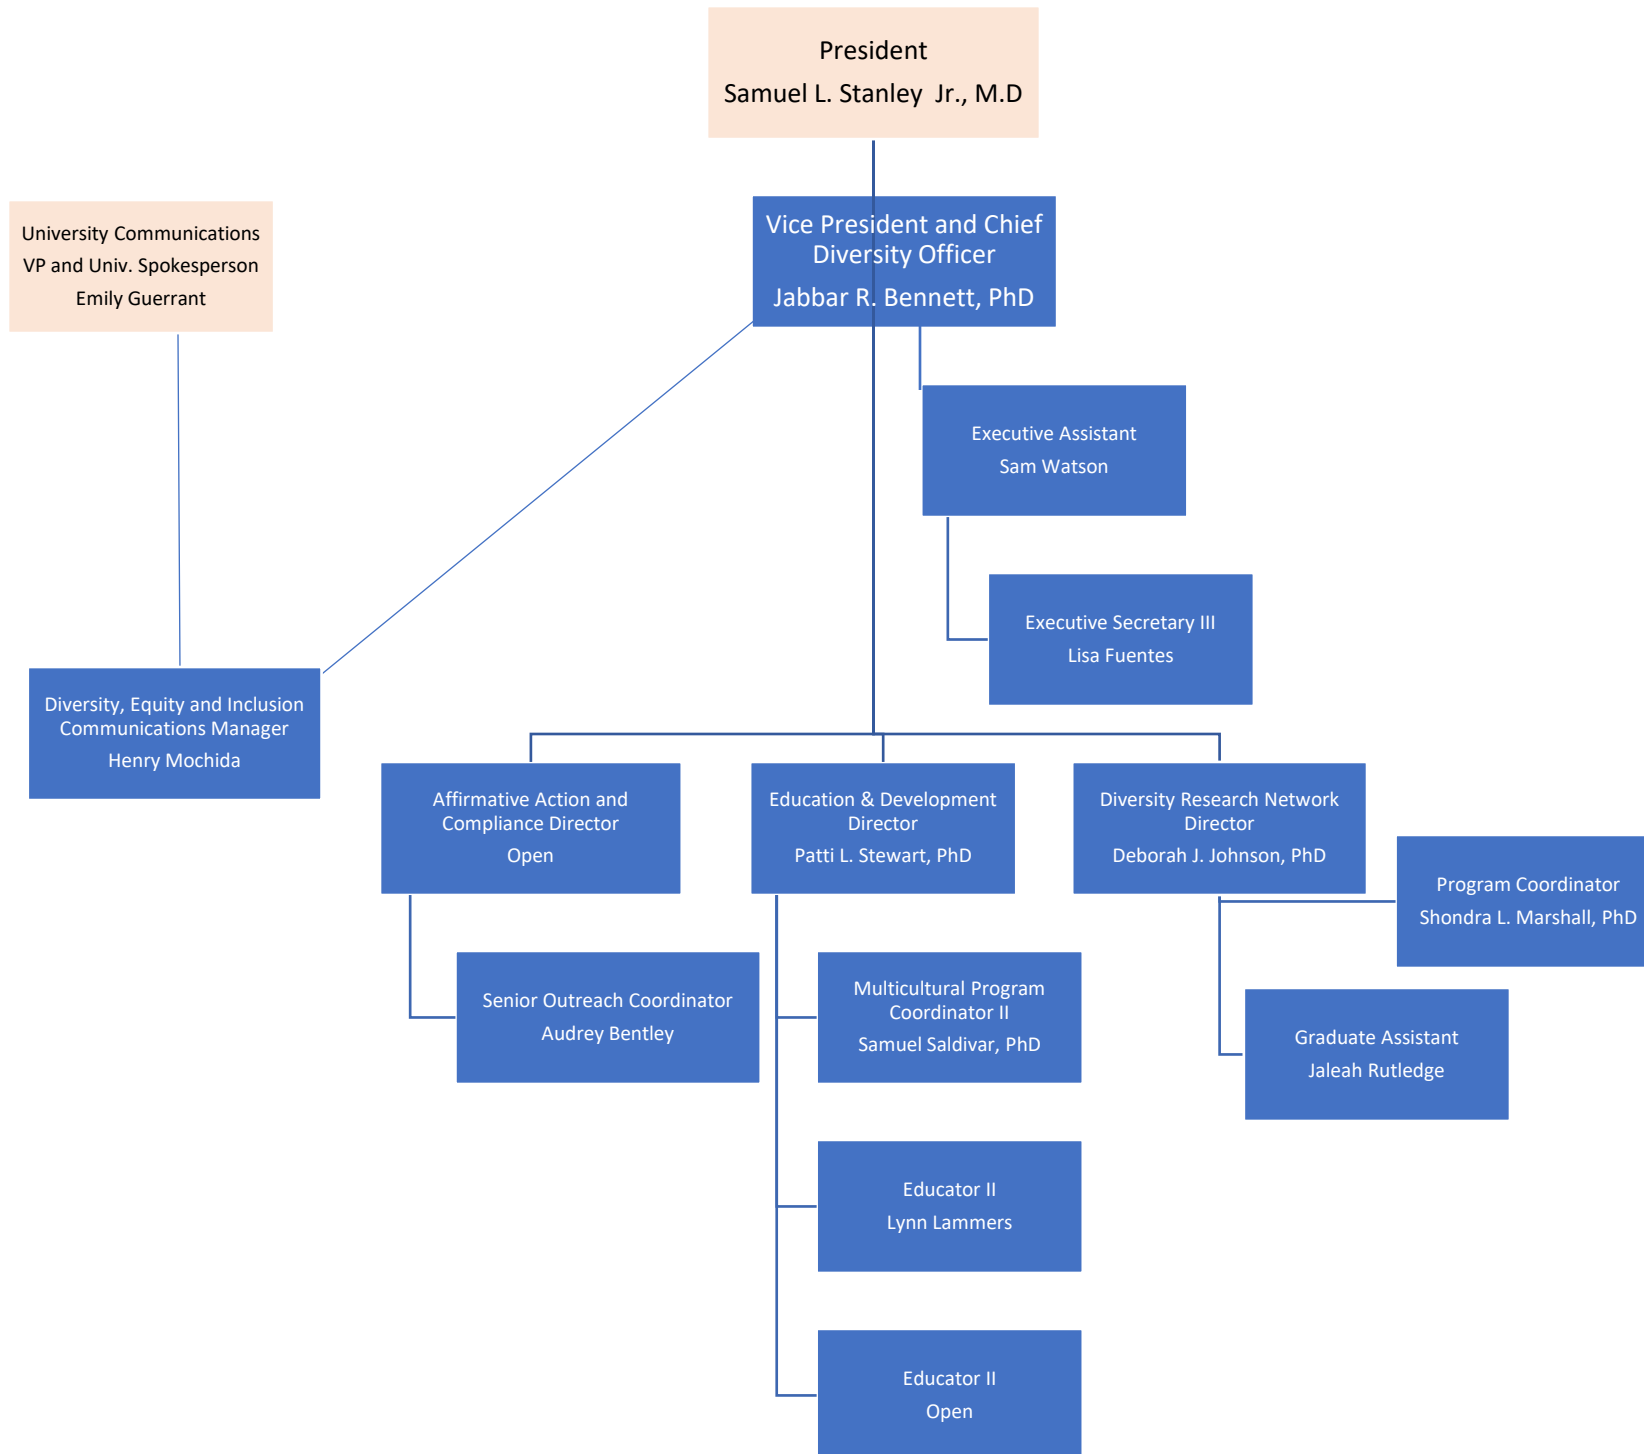 President
Samuel L. Stanley  Jr., M.D
University Communications
VP and Univ. Spokesperson
Emily Guerrant
Vice President and Chief
Diversity Officer
Jabbar R. Bennett, PhD
Executive Assistant
Sam Watson
Executive Secretary III
Lisa Fuentes
Diversity, Equity and Inclusion
Communications Manager
Henry Mochida
Affirmative Action and
Compliance Director
Open
Education & Development
Director
Patti L. Stewart, PhD
Diversity Research Network
Director
Deborah J. Johnson, PhD
Program Coordinator
Shondra L. Marshall, PhD
Senior Outreach Coordinator
Audrey Bentley
Multicultural Program
Coordinator II
Samuel Saldivar, PhD
Graduate Assistant
Jaleah Rutledge
Educator II
Lynn Lammers
Educator II
Open